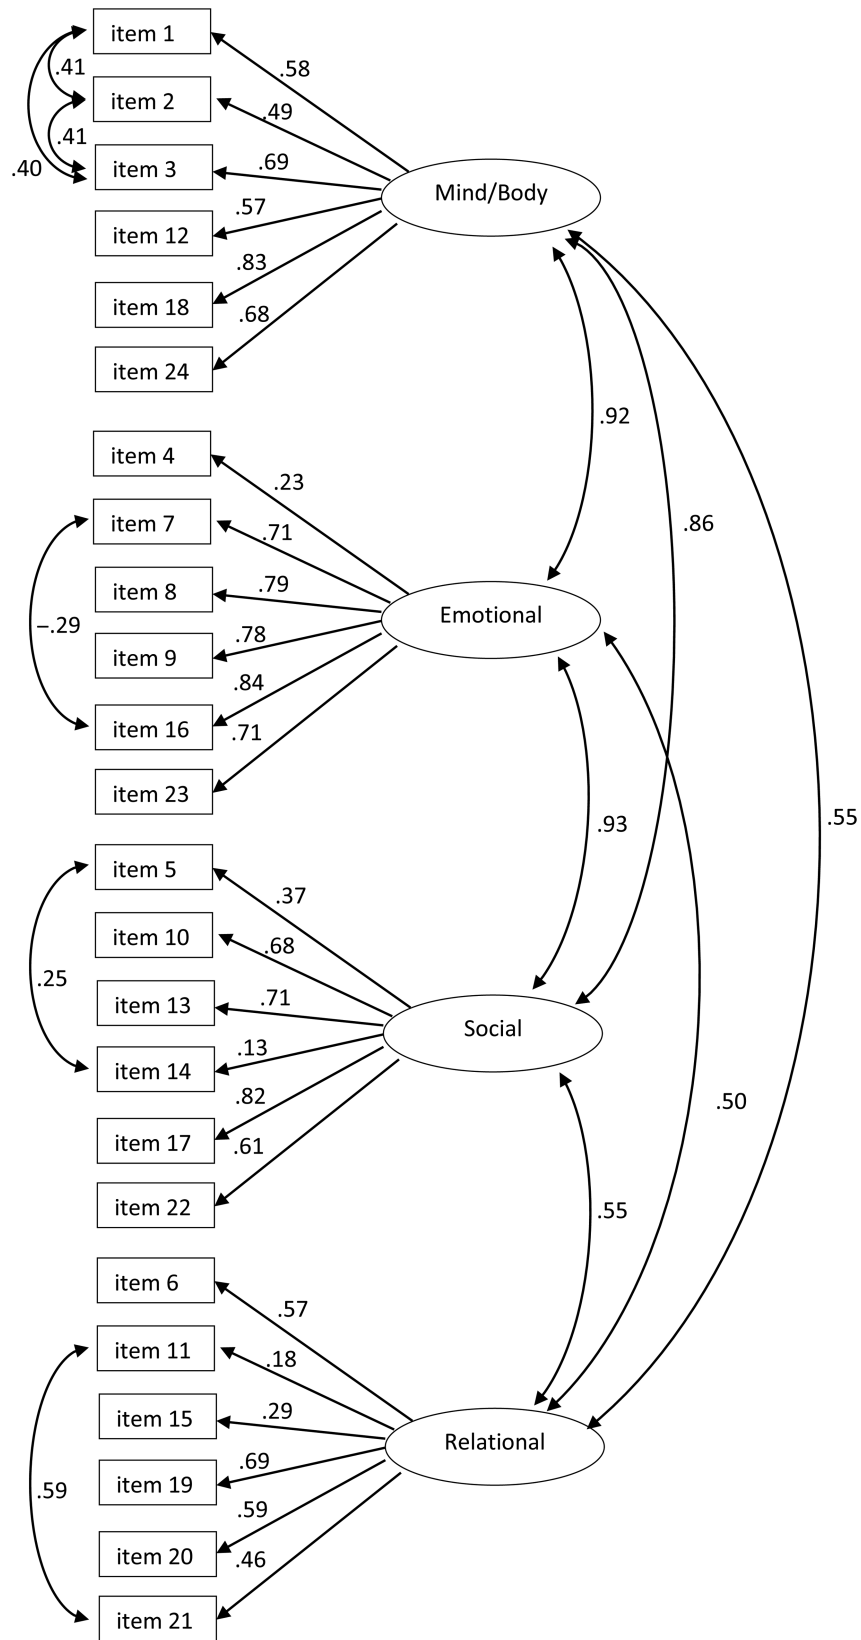 item 1
.58
.41
item 2
.49
.41
item 3
.69
.40
Mind/Body
.57
item 12
.83
item 18
.68
item 24
.92
item 4
.23
.86
item 7
.71
item 8
.79
Emotional
–.29
.78
item 9
.84
item 16
.71
item 23
.93
.55
item 5
.37
item 10
.68
.25
item 13
.71
Social
.13
item 14
.82
.50
item 17
.61
item 22
.55
item 6
.57
item 11
.18
item 15
.29
Relational
.69
item 19
.59
.59
item 20
.46
item 21